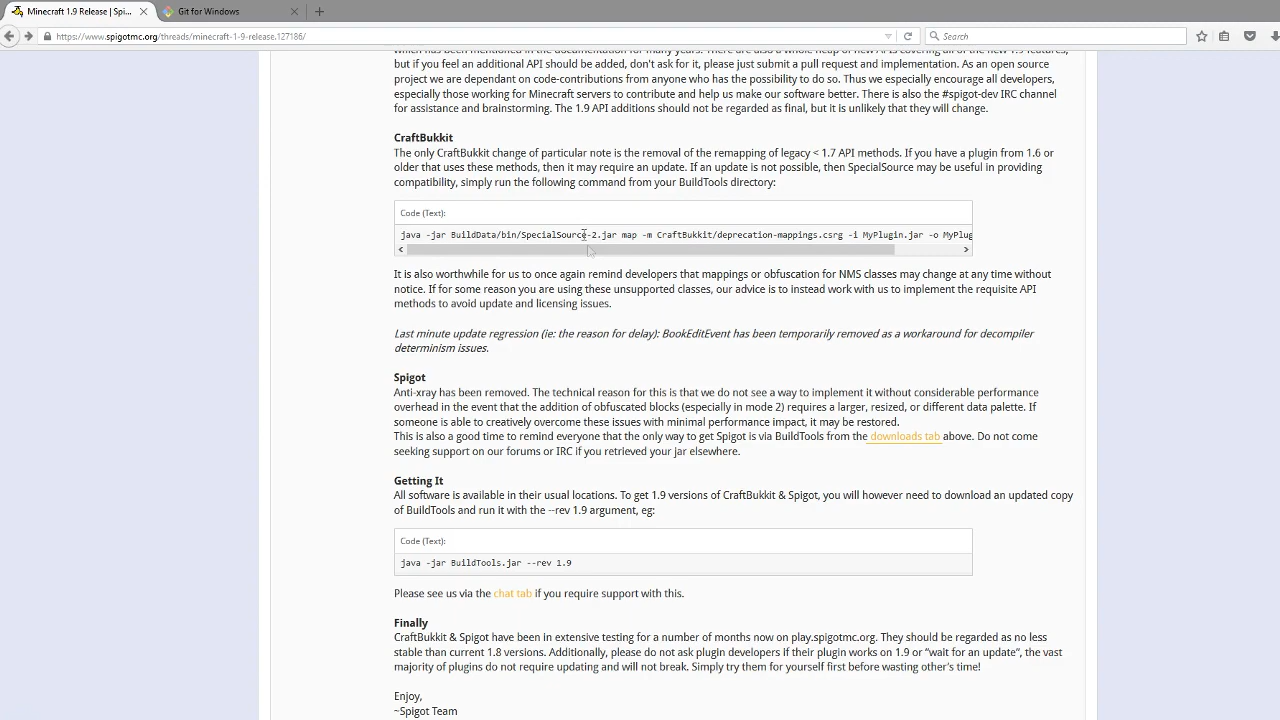 Minecraft 1.9 Release | Spi...
Git for Windows
https://www.spigotmc.org/threads/minecraft-1-9-release.127186/
Search
which has been mentioned in the documentation for many years. There are also a whole heap of new API's covering all of the new 1.9 features,
but if you feel an additional API should be added, don't ask for it, please just submit a pull request and implementation. As an open source
project we are dependant on code-contributions from anyone who has the possibility to do so. Thus we especially encourage all developers,
especially those working for Minecraft servers to contribute and help us make our software better. There is also the #spigot-dev IRC channel
for assistance and brainstorming. The 1.9 API additions should not be regarded as final, but it is unlikely that they will change.
CraftBukkit
The only CraftBukkit change of particular note is the removal of the remapping of legacy < 1.7 API methods. If you have a plugin from 1.6 or
older that uses these methods, then it may require an update. If an update is not possible, then SpecialSource may be useful in providing
compatibility, simply run the following command from your BuildTools directory:
Code (Text):
java -jar BuildData/bin/SpecialSource-2.jar map -m CraftBukkit/deprecation-mappings.csrg -i MyPlugin.jar -o MyPlug
It is also worthwhile for us to once again remind developers that mappings or obfuscation for NMS classes may change at any time without
notice. If for some reason you are using these unsupported classes, our advice is to instead work with us to implement the requisite API
methods to avoid update and licensing issues.
Last minute update regression (ie: the reason for delay): BookEditEvent has been temporarily removed as a workaround for decompiler
determinism issues.
Spigot
Anti-xray has been removed. The technical reason for this is that we do not see a way to implement it without considerable performance
overhead in the event that the addition of obfuscated blocks (especially in mode 2) requires a larger, resized, or different data palette. If
someone is able to creatively overcome these issues with minimal performance impact, it may be restored.
This is also a good time to remind everyone that the only way to get Spigot is via BuildTools from the downloads tab above. Do not come
seeking support on our forums or IRC if you retrieved your jar elsewhere.
Getting It
All software is available in their usual locations. To get 1.9 versions of CraftBukkit & Spigot, you will however need to download an updated copy
of BuildTools and run it with the --rev 1.9 argument, eg:
Code (Text):
java -jar BuildTools.jar --rev 1.9
Please see us via the chat tab if you require support with this.
Finally
CraftBukkit & Spigot have been in extensive testing for a number of months now on play.spigotmc.org. They should be regarded as no less
stable than current 1.8 versions. Additionally, please do not ask plugin developers if their plugin works on 1.9 or “wait for an update”, the vast
majority of plugins do not require updating and will not break. Simply try them for yourself first before wasting other's time!
Enjoy,
~Spigot Team